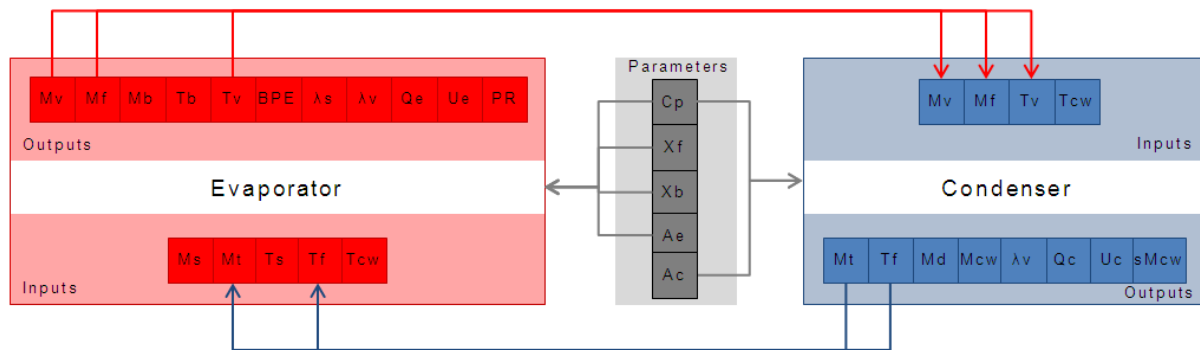 Mv Mf Mb Tb Tv BPE λs λv Qe Ue PR
Outputs
Evaporator
Ms Mt Ts Tf Tcw
Inputs
Parameters
Cp
Xf
Xb
Ae
Ac
Mv Mf Tv Tcw
Inputs
Condenser
Mt Tf Md Mcw λv Qc Uc sMcw
Outputs